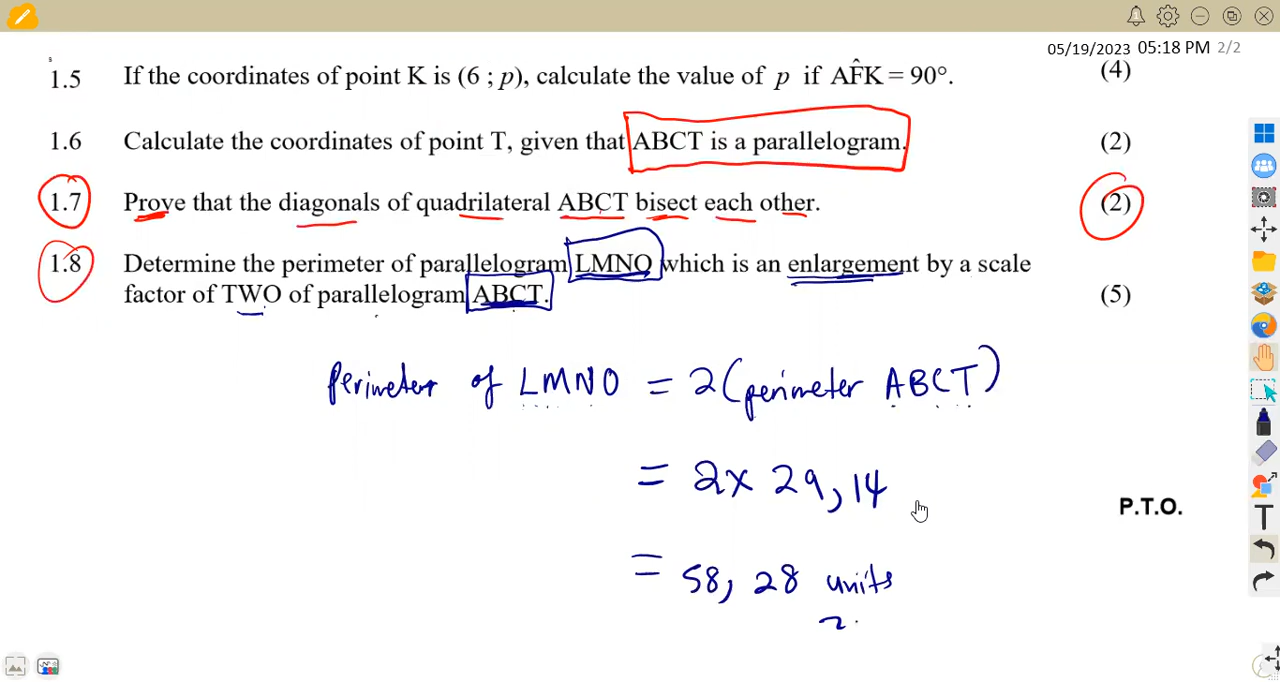 05/19/2023 05:18 PM 2/2
1.5 If the coordinates of point K is (6 ; p), calculate the value of p if AF̂K = 90°. (4)
1.6 Calculate the coordinates of point T, given that ABCT is a parallelogram. (2)
1.7 Prove that the diagonals of quadrilateral ABCT bisect each other. (2)
1.8 Determine the perimeter of parallelogram LMNO which is an enlargement by a scale
factor of TWO of parallelogram ABCT. (5)
Perimeter of LMNO = 2(perimeter ABCT)
= 2x 29,14
P.T.O.
= 58, 28 units